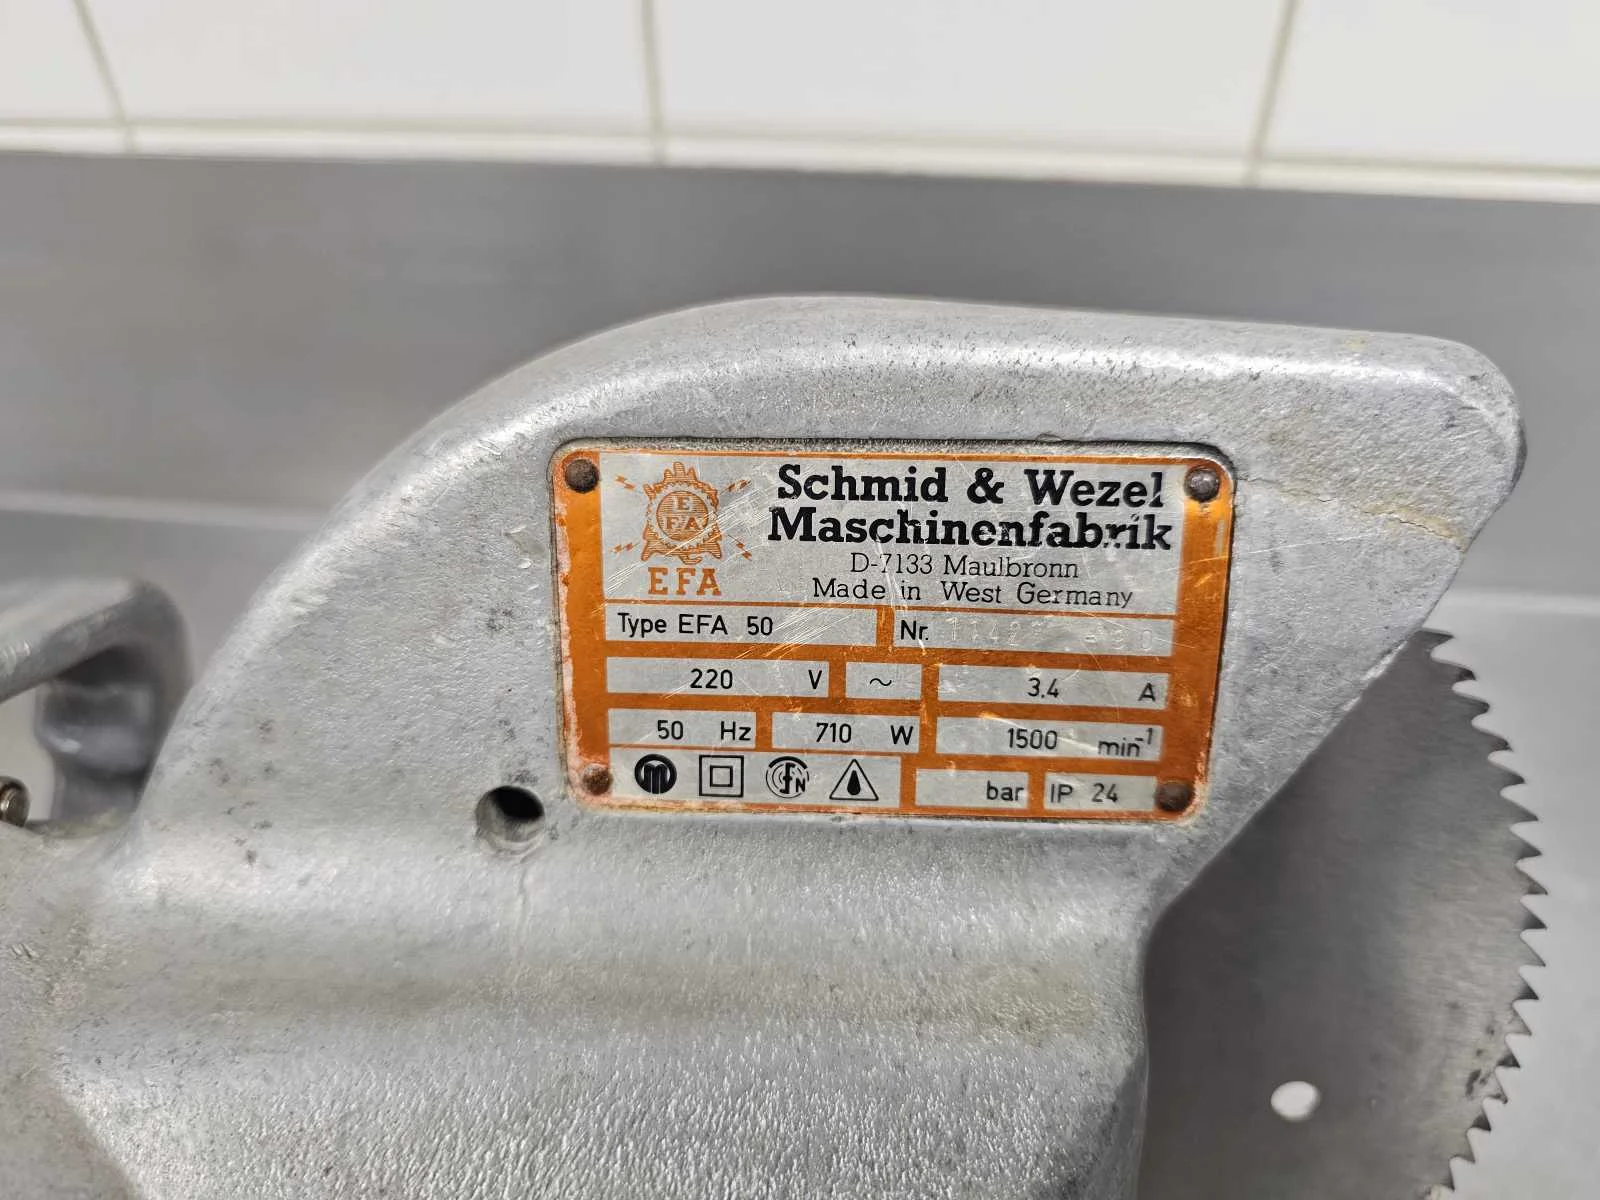 E
FA
EFA
Schmid & Wezel
Maschinenfabrik
D-7133 Maulbronn
Made in West Germany
Type EFA 50
Nr.
220 V ~ 3.4 A
50 Hz 710 W 1500 min-1
bar IP 24